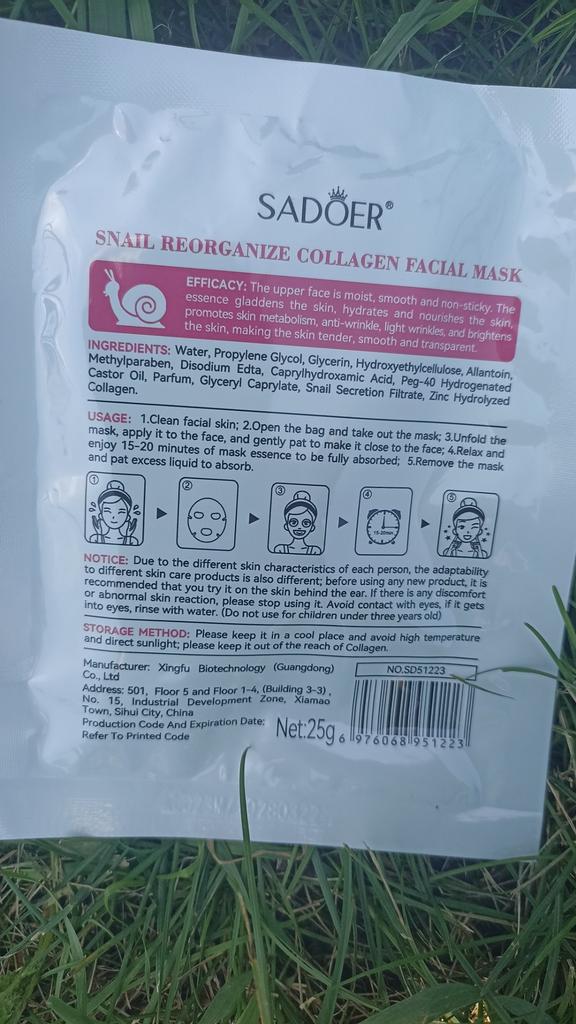 SADOER®
SNAIL REORGANIZE COLLAGEN FACIAL MASK
EFFICACY: The upper face is moist, smooth and non-sticky. The
essence gladdens the skin, hydrates and nourishes the skin,
promotes skin metabolism, anti-wrinkle, light wrinkles, and brightens
the skin, making the skin tender, smooth and transparent.
INGREDIENTS: Water, Propylene Glycol, Glycerin, Hydroxyethylcellulose, Allantoin,
Methylparaben, Disodium Edta, Caprylhydroxamic Acid, Peg-40 Hydrogenated
Castor Oil, Parfum, Glyceryl Caprylate, Snail Secretion Filtrate, Zinc Hydrolyzed
Collagen.
USAGE: 1.Clean facial skin; 2.Open the bag and take out the mask; 3.Unfold the
mask, apply it to the face, and gently pat to make it close to the face; 4.Relax and
enjoy 15-20 minutes of mask essence to be fully absorbed; 5.Remove the mask
and pat excess liquid to absorb.
1 2 3 4 5
15-20min
NOTICE: Due to the different skin characteristics of each person, the adaptability
to different skin care products is also different; before using any new product, it is
recommended that you try it on the skin behind the ear. If there is any discomfort
or abnormal skin reaction, please stop using it. Avoid contact with eyes, if it gets
into eyes, rinse with water. (Do not use for children under three years old)
STORAGE METHOD: Please keep it in a cool place and avoid high temperature
and direct sunlight; please keep it out of the reach of Collagen.
Manufacturer: Xingfu Biotechnology (Guangdong)
Co., Ltd
Address: 501, Floor 5 and Floor 1-4, (Building 3-3),
No. 15, Industrial Development Zone, Xiamao
Town, Sihui City, China
Production Code And Expiration Date:
Refer To Printed Code
Net:25g
NO.SD51223
6 976068 951223